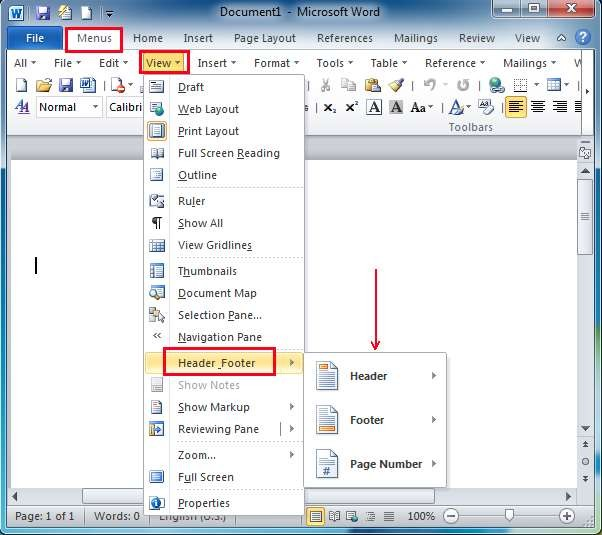 Document1 - Microsoft Word
File Menus Home Insert Page Layout References Mailings Review View
All File Edit View Insert Format Tools Table Reference Mailings
Normal Calibri
Toolbars
Draft
Web Layout
Print Layout
Full Screen Reading
Outline
Ruler
Show All
View Gridlines
Thumbnails
Document Map
Selection Pane...
Navigation Pane
Header Footer
Show Notes
Show Markup
Reviewing Pane
Zoom...
Full Screen
Properties
Header
Footer
Page Number
Page: 1 of 1 Words: 0 English (U.S.) 100%